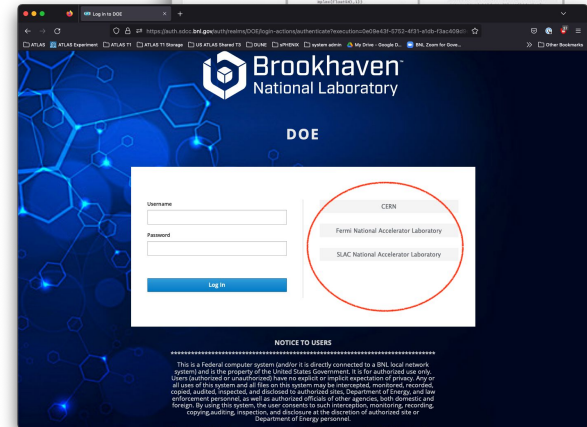 Log in to DOE
https://auth.sdcc.bnl.gov/auth/realms/DOE/login-actions/authenticate?execution=0e09e43f-5752-4f31-a1db-f3ac409c
ATLAS ATLAS Experiment ATLAS T1 ATLAS T1 Storage US ATLAS Shared T3 DUNE sPHENIX system admin My Drive - Google D... BNL Zoom for Gove... Other Bookmarks
Brookhaven
National Laboratory
DOE
Username
Password
Log In
CERN
Fermi National Accelerator Laboratory
SLAC National Accelerator Laboratory
NOTICE TO USERS
******************************************************************************
This is a Federal computer system (and/or it is directly connected to a BNL local network
system) and is the property of the United States Government. It is for authorized use only.
Users (authorized or unauthorized) have no explicit or implicit expectation of privacy. Any or
all uses of this system and all files on this system may be intercepted, monitored, recorded,
copied, audited, inspected, and disclosed to authorized sites, Department of Energy, and law
enforcement personnel, as well as authorized officials of other agencies, both domestic and
foreign. By using this system, the user consents to such interception, monitoring, recording,
copying,auditing, inspection, and disclosure at the discretion of authorized site or
Department of Energy personnel.